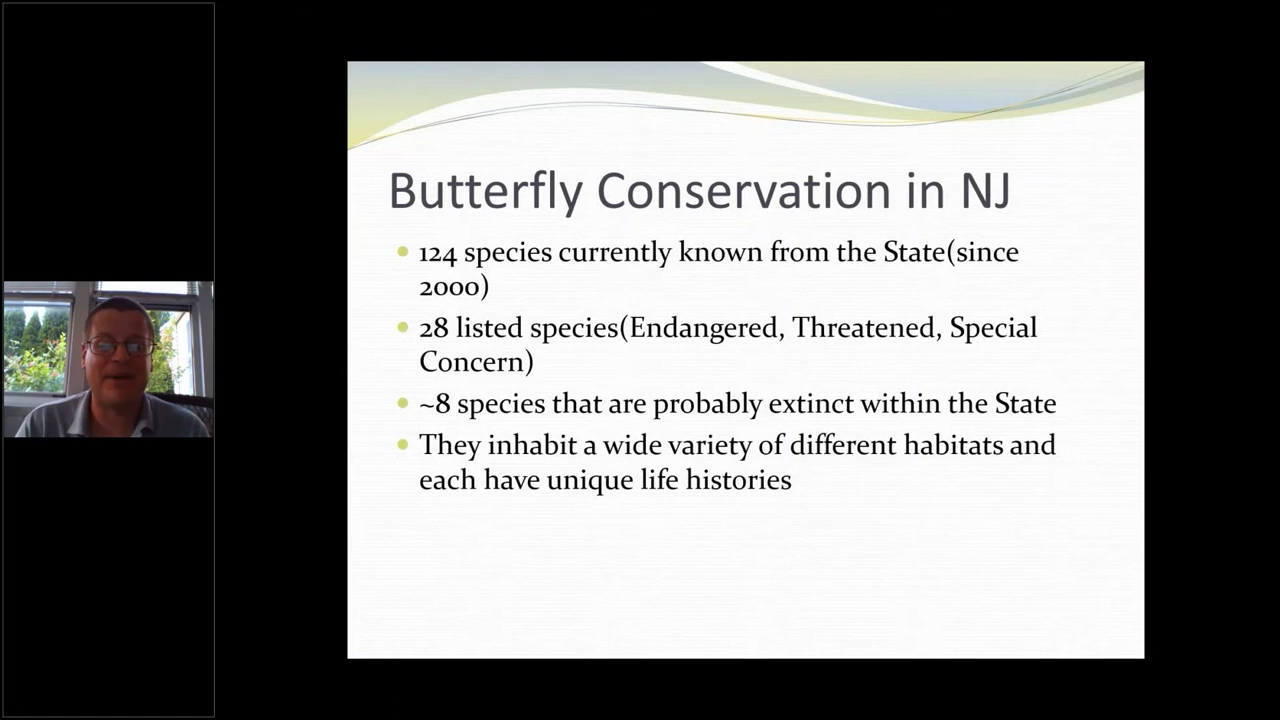 Butterfly Conservation in NJ
• 124 species currently known from the State(since
2000)
• 28 listed species(Endangered, Threatened, Special
Concern)
• ~8 species that are probably extinct within the State
• They inhabit a wide variety of different habitats and
each have unique life histories